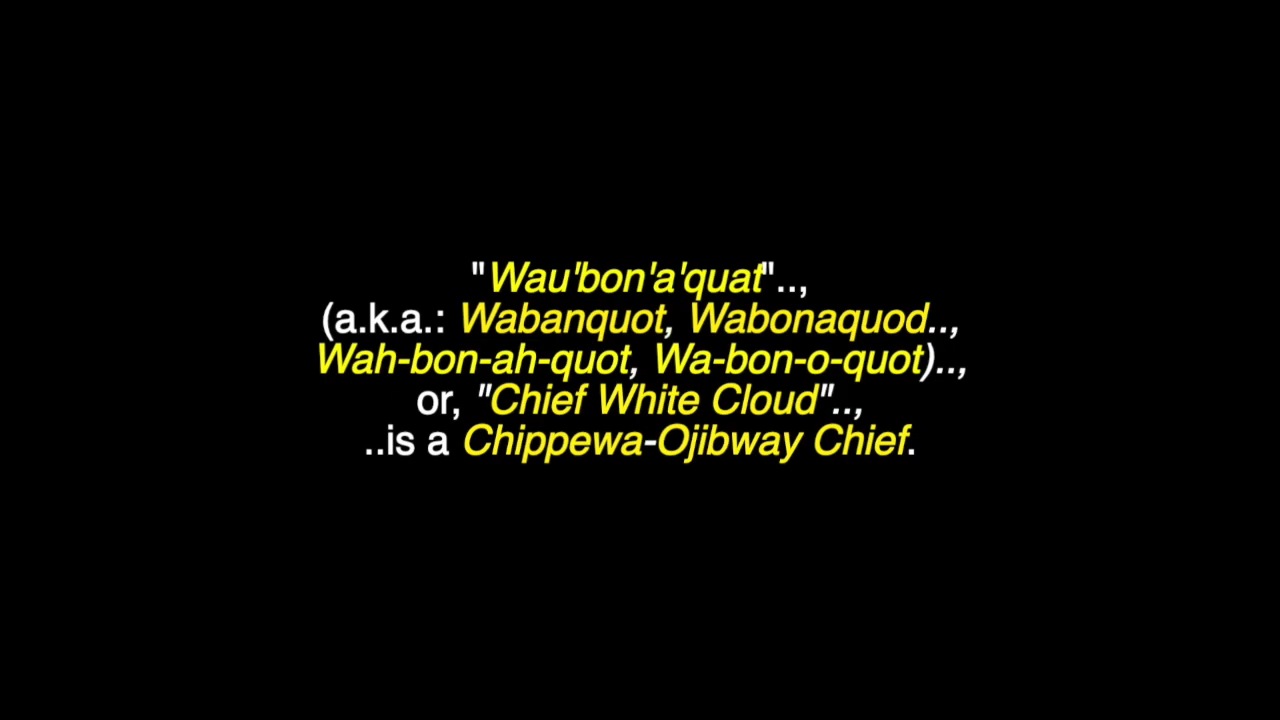 "Wau'bon'a'quat"..,
(a.k.a.: Wabanquot, Wabonaquod..,
Wah-bon-ah-quot, Wa-bon-o-quot)..,
or, "Chief White Cloud"..,
..is a Chippewa-Ojibway Chief.